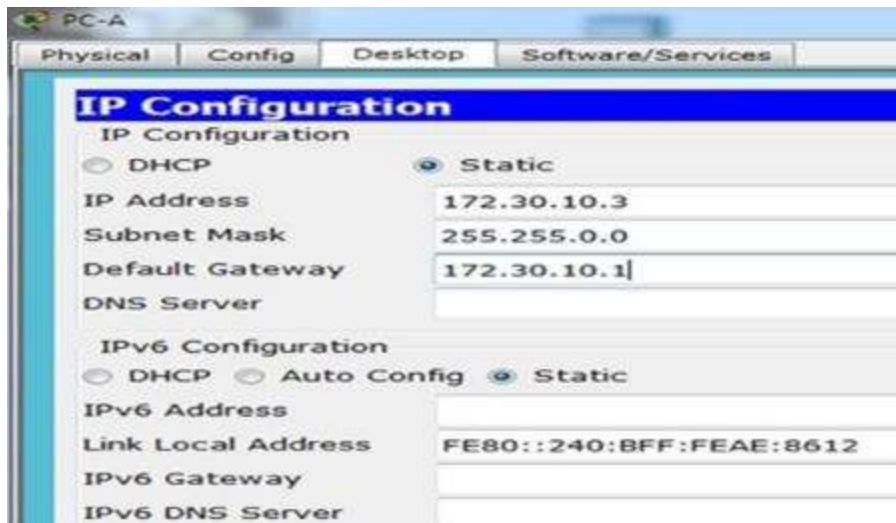 PC-A
Physical Config Desktop Software/Services
IP Configuration
IP Configuration
DHCP Static
IP Address 172.30.10.3
Subnet Mask 255.255.0.0
Default Gateway 172.30.10.1
DNS Server
IPv6 Configuration
DHCP Auto Config Static
IPv6 Address
Link Local Address FE80::240:BFF:FEAE:8612
IPv6 Gateway
IPv6 DNS Server